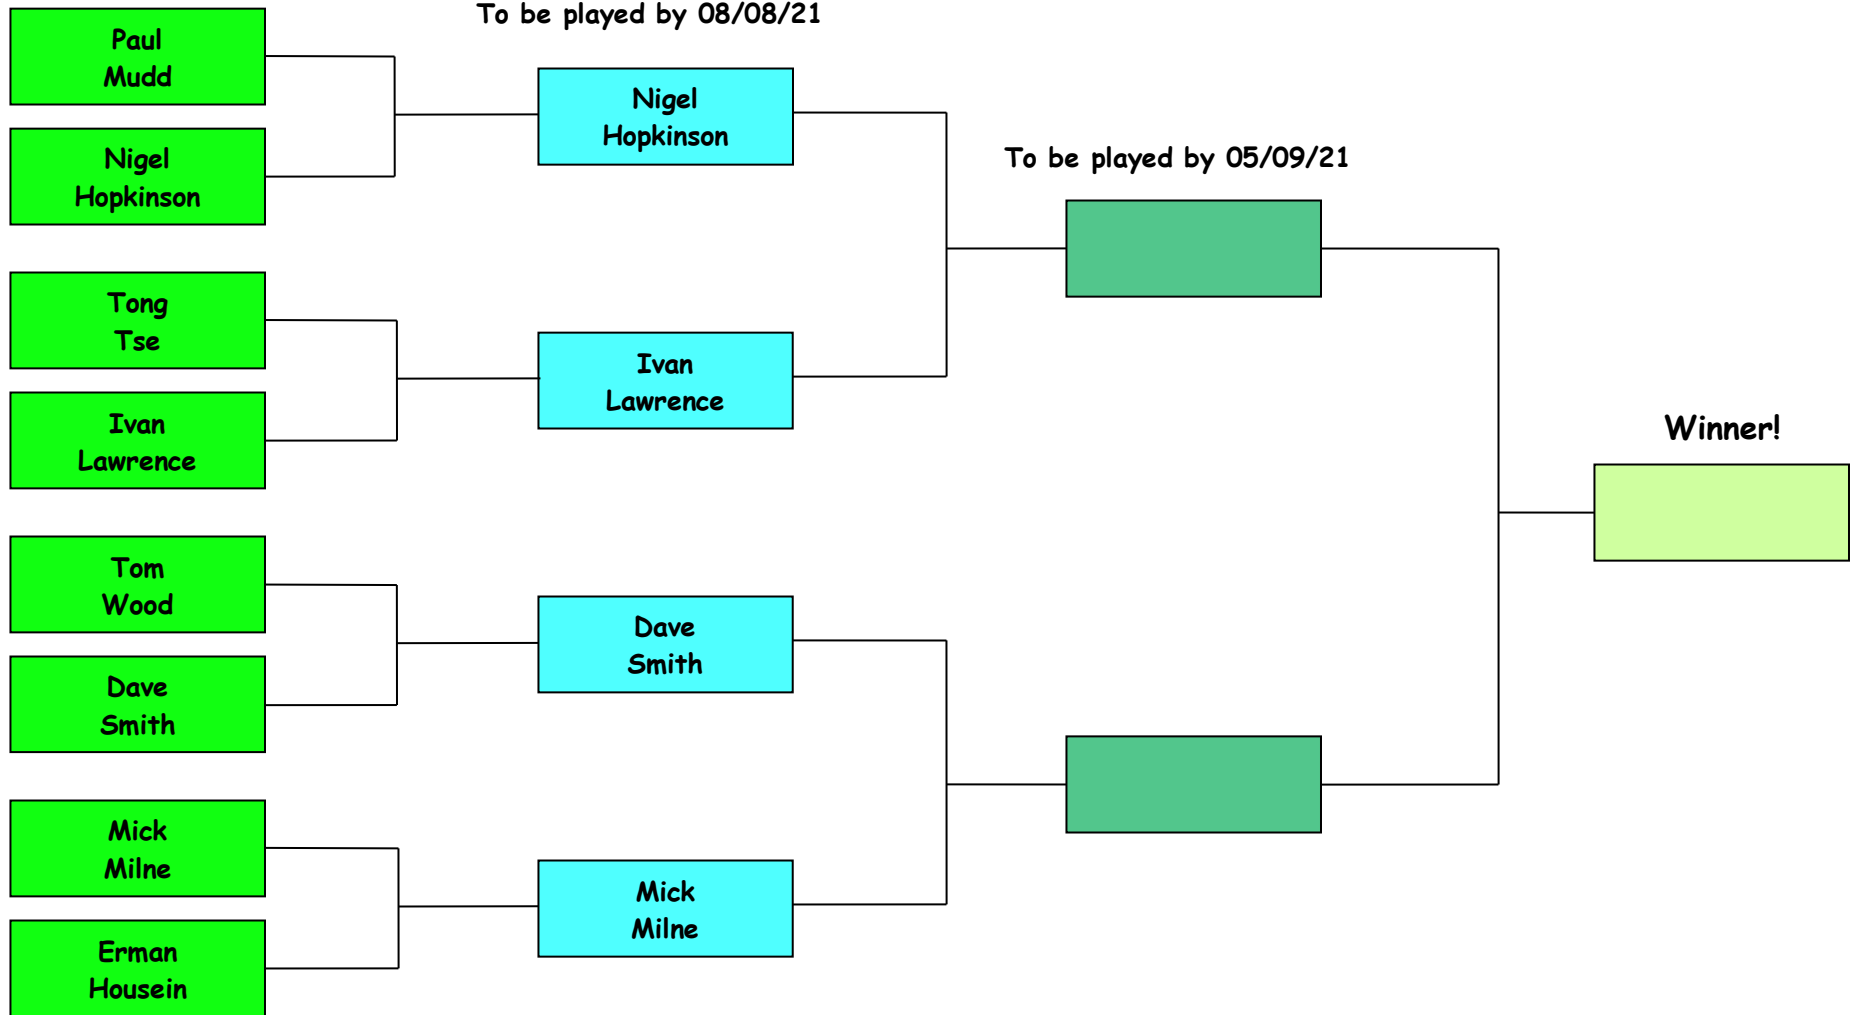 To be played by 08/08/21
Paul
Mudd
Nigel
Hopkinson
Tong
Tse
Ivan
Lawrence
Tom
Wood
Dave
Smith
Mick
Milne
Erman
Housein
Nigel
Hopkinson
Ivan
Lawrence
Dave
Smith
Mick
Milne
To be played by 05/09/21
Winner!